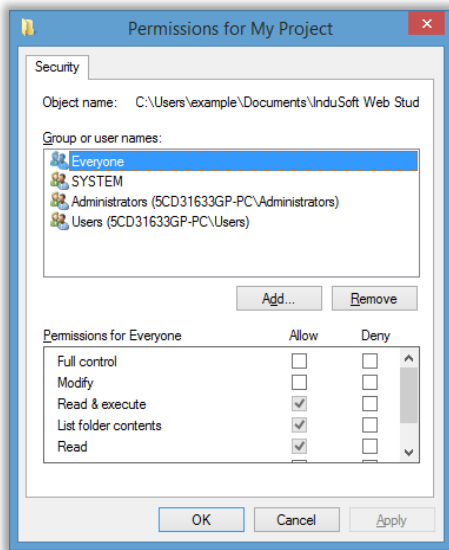 Permissions for My Project
Security
Object name: C:\Users\example\Documents\InduSoft Web Stud
Group or user names:
Everyone
SYSTEM
Administrators (5CD31633GP-PC\Administrators)
Users (5CD31633GP-PC\Users)
Add... Remove
Permissions for Everyone Allow Deny
Full control
Modify
Read & execute
List folder contents
Read
OK Cancel Apply